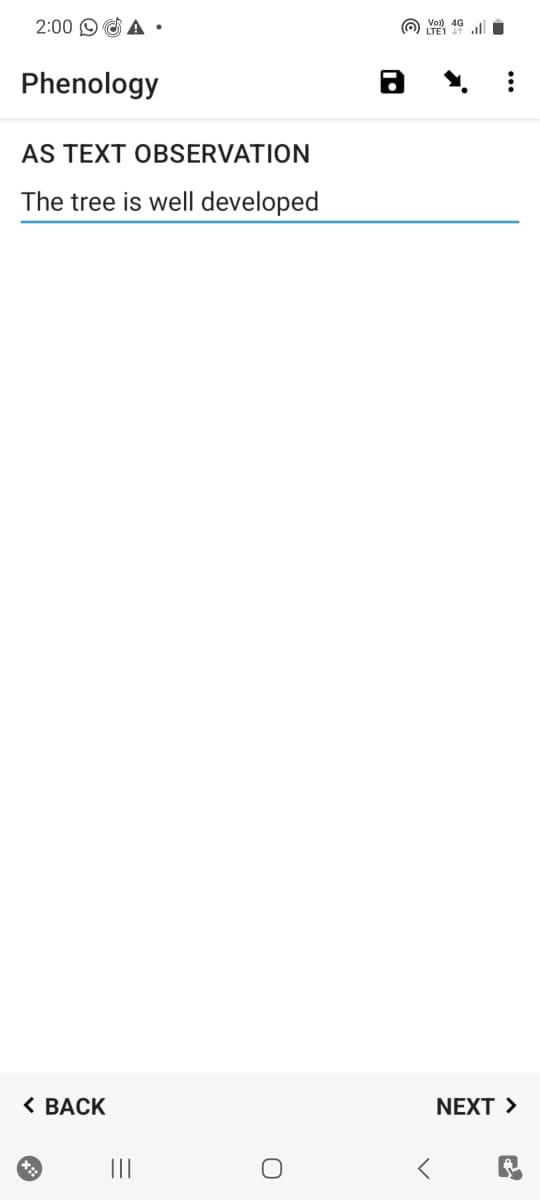 2:00
Vo) 4G
LTE1
Phenology
AS TEXT OBSERVATION
The tree is well developed
BACK
NEXT